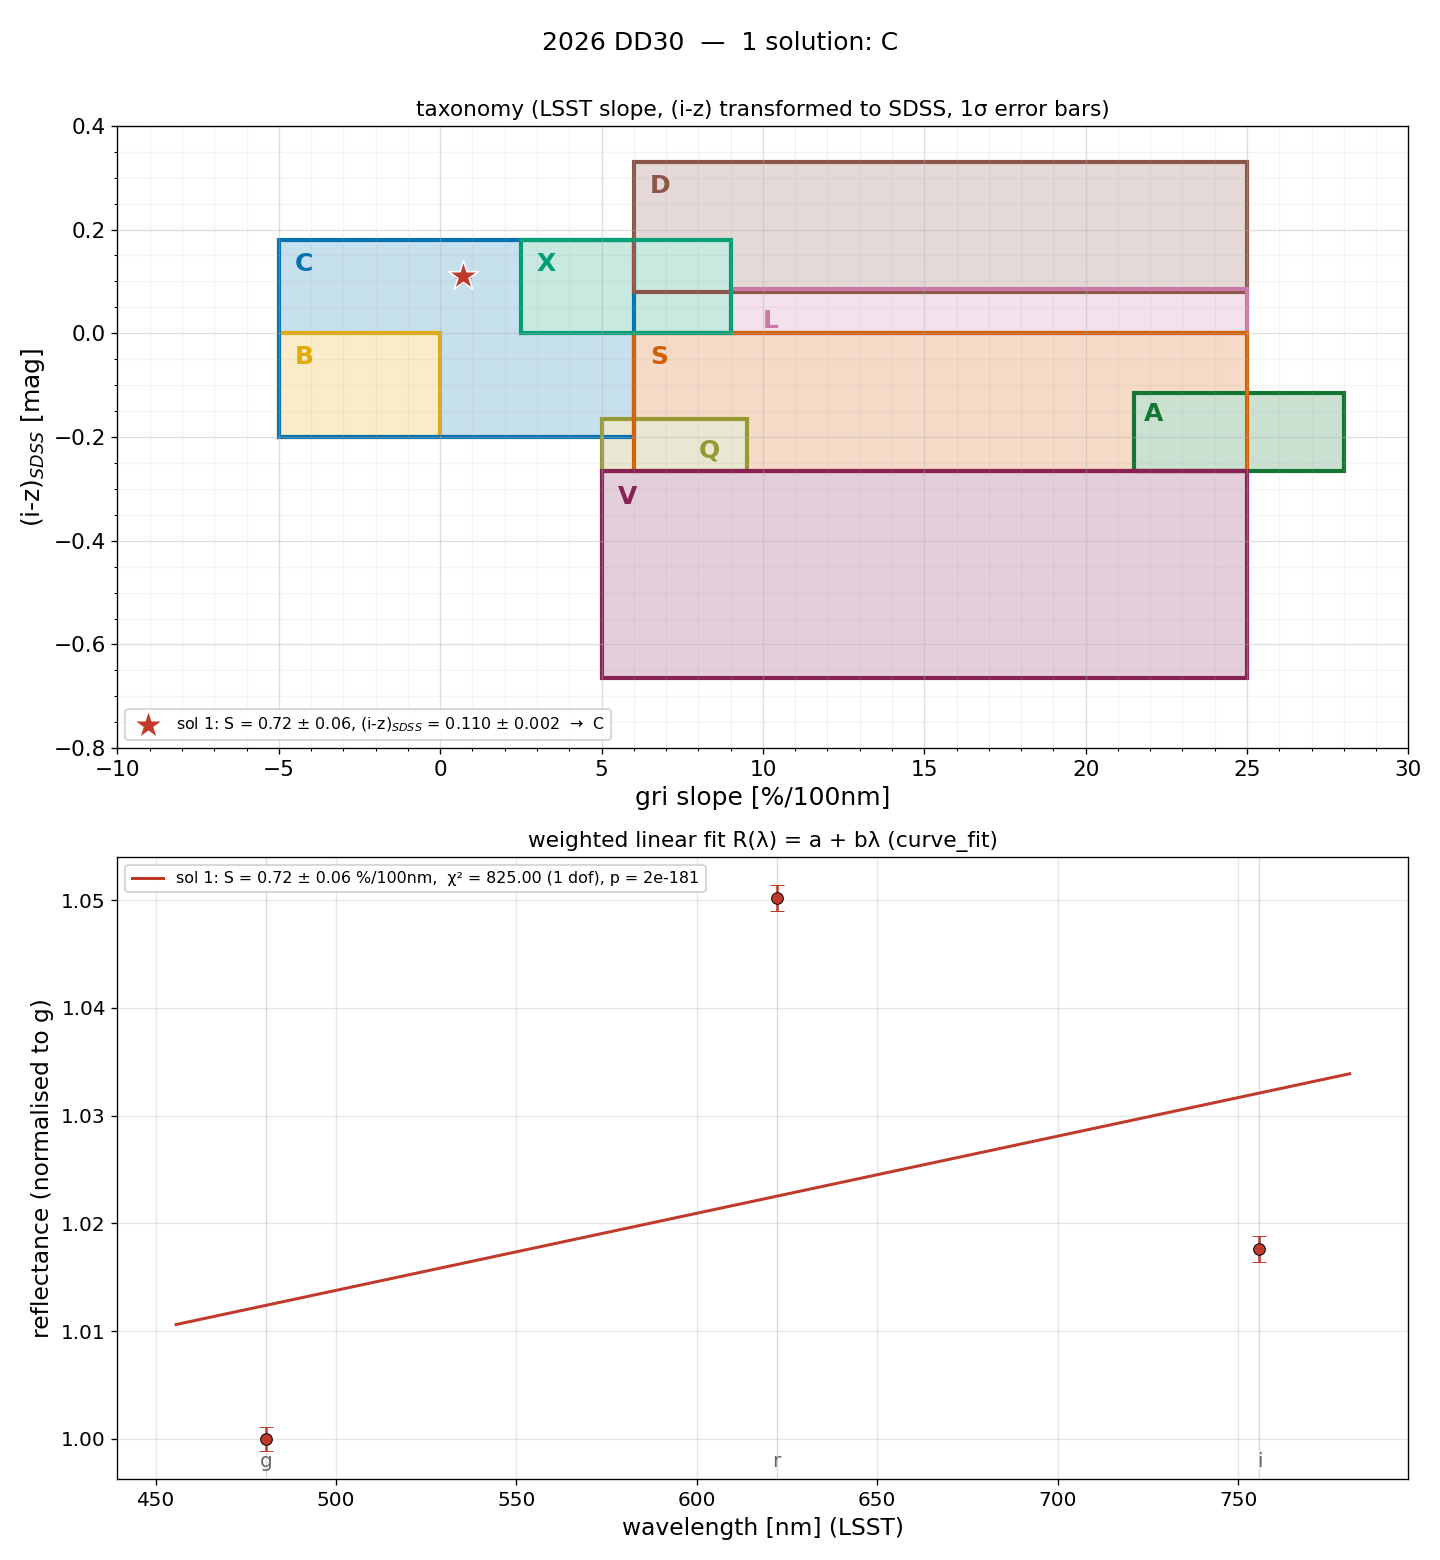 2026 DD30 — 1 solution: C
taxonomy (LSST slope, (i-z) transformed to SDSS, 1σ error bars)
0.4
0.2
0.0
−0.2
−0.4
−0.6
−0.8
(i-z)SDSS [mag]
D
C
X
L
B
S
A
Q
V
sol 1: S = 0.72 ± 0.06, (i-z)SDSS = 0.110 ± 0.002 → C
−10 −5 0 5 10 15 20 25 30
gri slope [%/100nm]
weighted linear fit R(λ) = a + bλ (curve_fit)
sol 1: S = 0.72 ± 0.06 %/100nm, χ² = 825.00 (1 dof), p = 2e-181
1.05
1.04
1.03
1.02
1.01
1.00
reflectance (normalised to g)
g r i
450 500 550 600 650 700 750
wavelength [nm] (LSST)